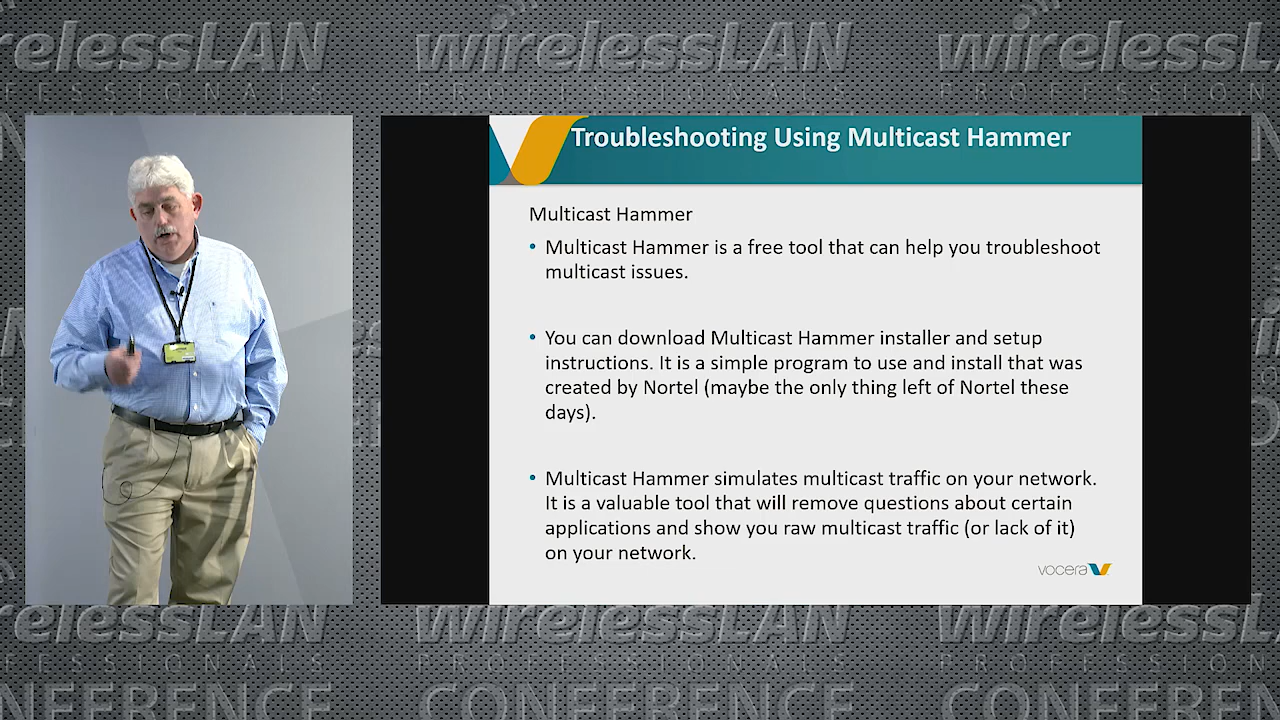 wirelessLAN
PROFESSIONALS
Troubleshooting Using Multicast Hammer
Multicast Hammer
• Multicast Hammer is a free tool that can help you troubleshoot
multicast issues.
• You can download Multicast Hammer installer and setup
instructions. It is a simple program to use and install that was
created by Nortel (maybe the only thing left of Nortel these
days).
• Multicast Hammer simulates multicast traffic on your network.
It is a valuable tool that will remove questions about certain
applications and show you raw multicast traffic (or lack of it)
on your network.
vocera
wirelessLAN
PROFESSIONALS
CONFERENCE